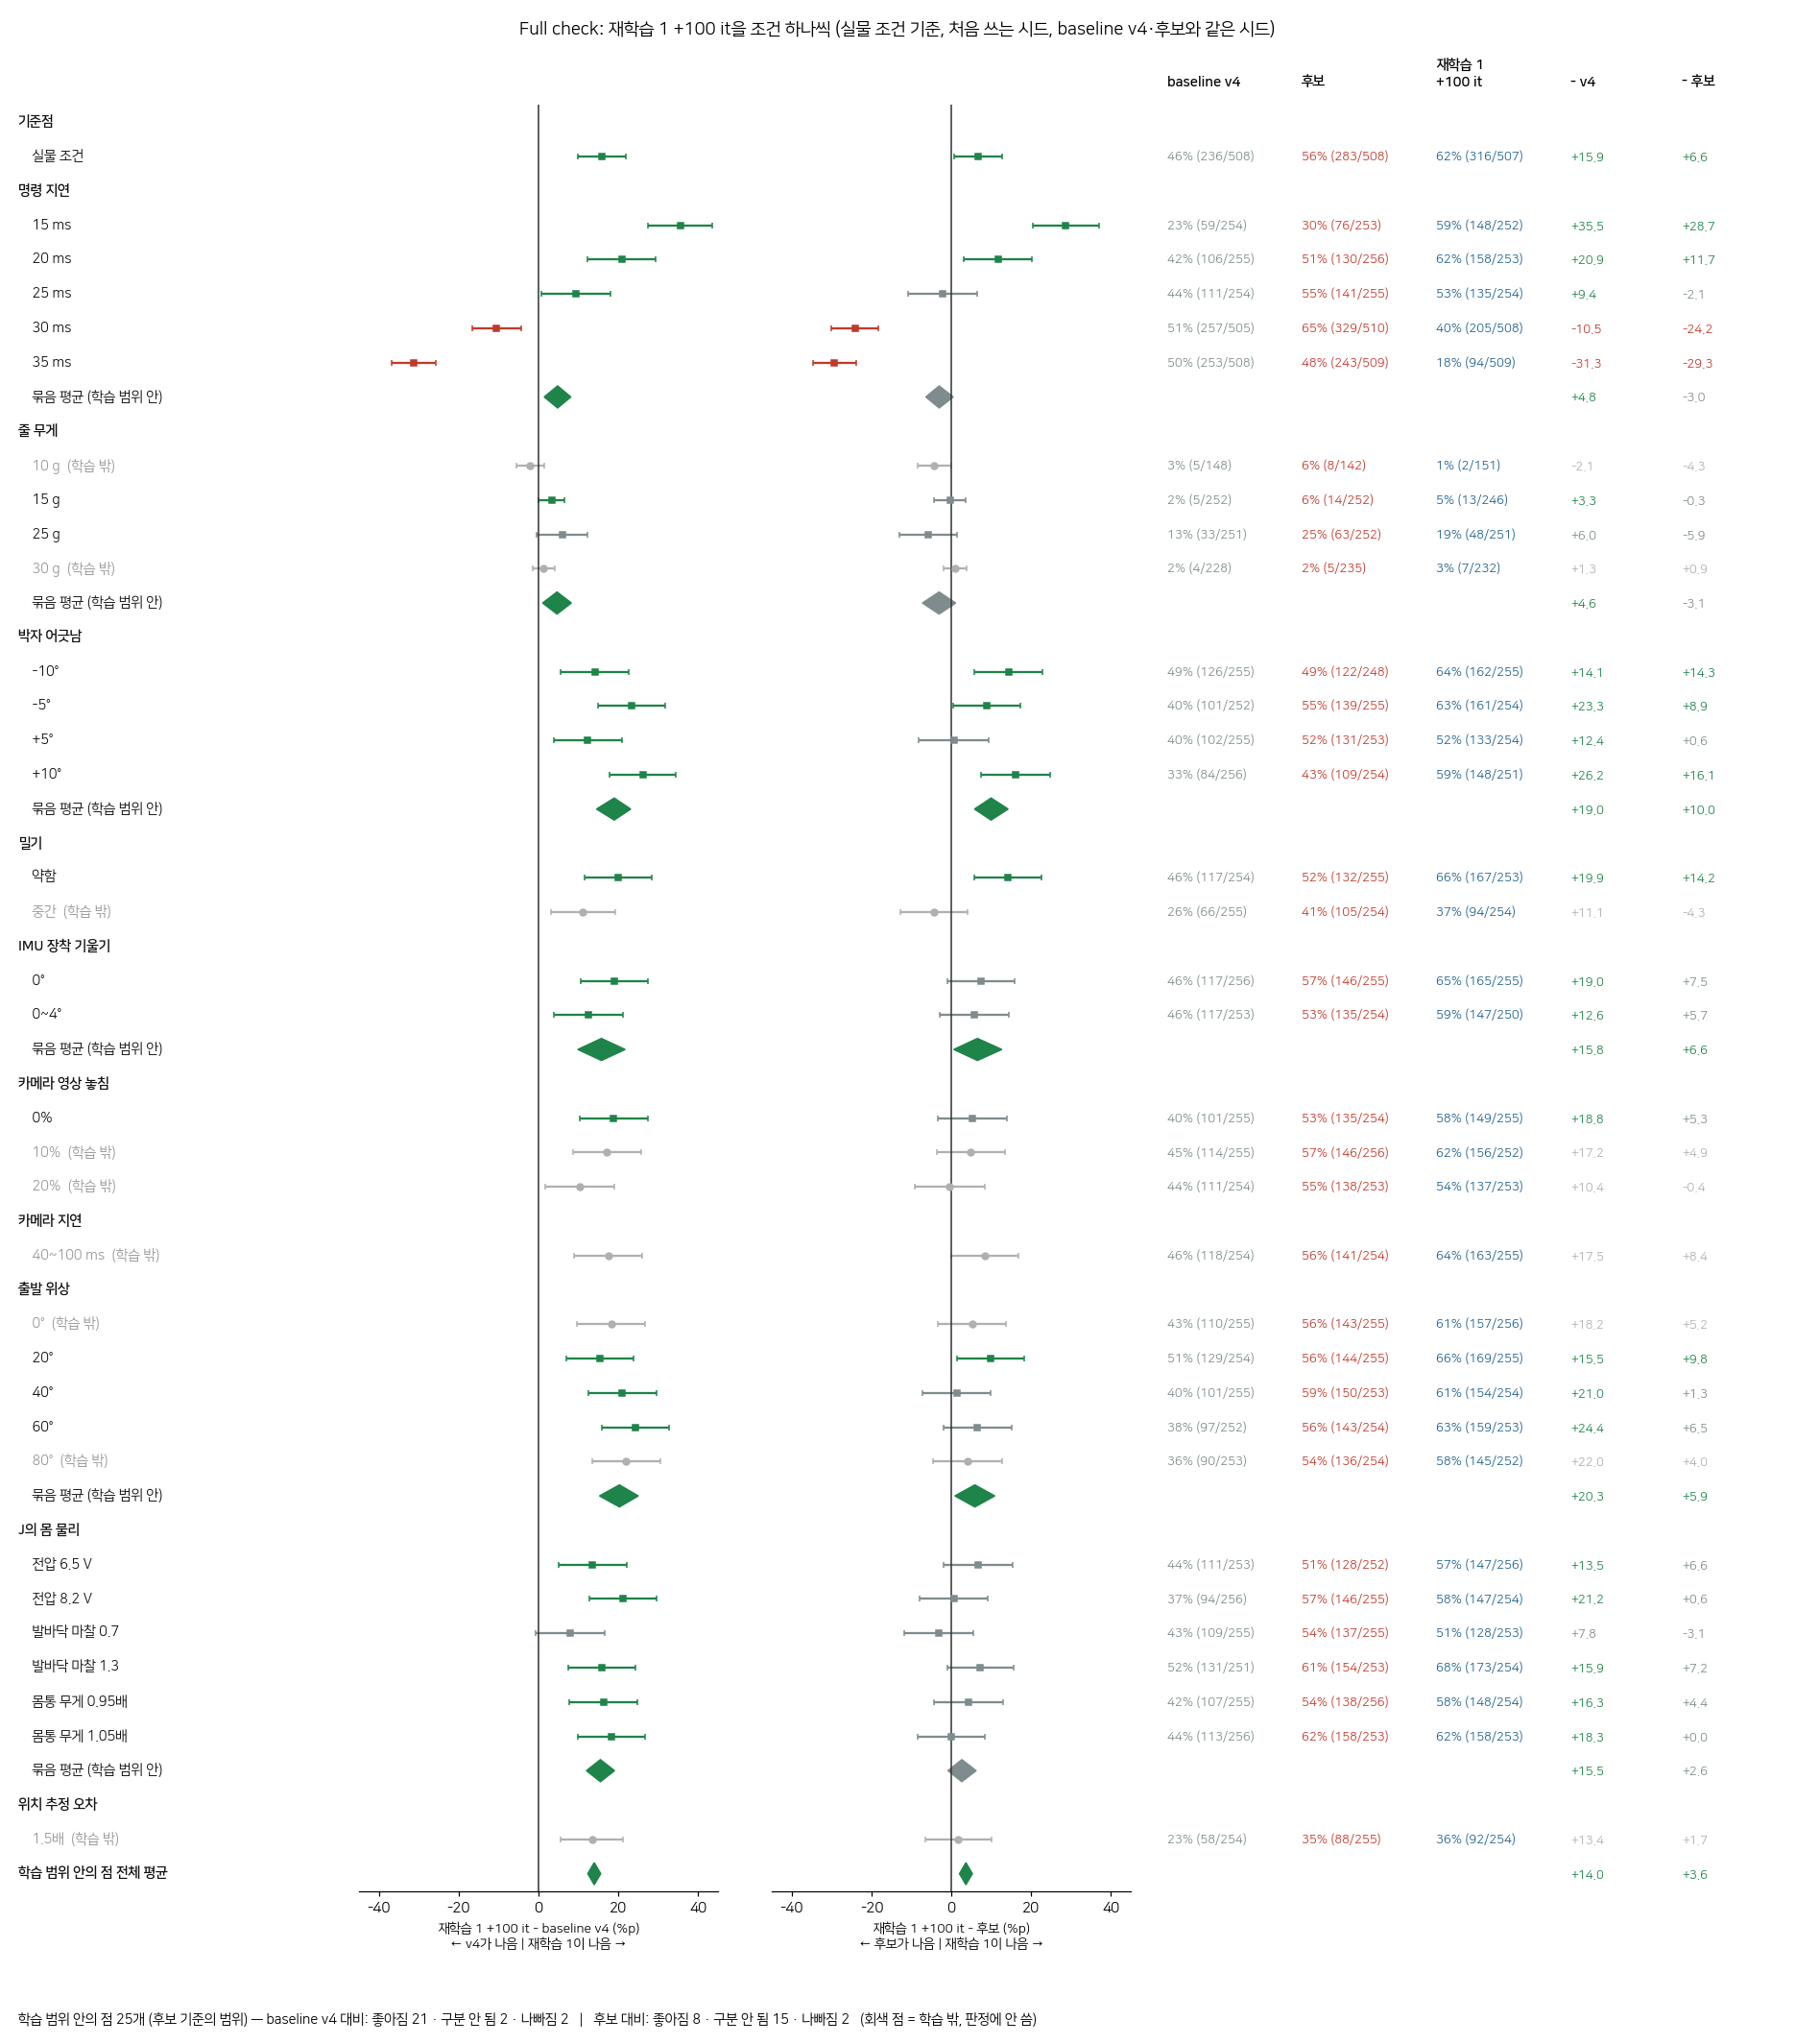 Full check: 재학습 1 +100 it을 조건 하나씩 (실물 조건 기준, 처음 쓰는 시드, baseline v4·후보와 같은 시드)
baseline v4 후보 재학습 1 +100 it - v4 - 후보
기준점
실물 조건 46% (236/508) 56% (283/508) 62% (316/507) +15.9 +6.6
명령 지연
15 ms 23% (59/254) 30% (76/253) 59% (148/252) +35.5 +28.7
20 ms 42% (106/255) 51% (130/256) 62% (158/253) +20.9 +11.7
25 ms 44% (111/254) 55% (141/255) 53% (135/254) +9.4 -2.1
30 ms 51% (257/505) 65% (329/510) 40% (205/508) -10.5 -24.2
35 ms 50% (253/508) 48% (243/509) 18% (94/509) -31.3 -29.3
묶음 평균 (학습 범위 안) +4.8 -3.0
줄 무게
10 g (학습 밖) 3% (5/148) 6% (8/142) 1% (2/151) -2.1 -4.3
15 g 2% (5/252) 6% (14/252) 5% (13/246) +3.3 -0.3
25 g 13% (33/251) 25% (63/252) 19% (48/251) +6.0 -5.9
30 g (학습 밖) 2% (4/228) 2% (5/235) 3% (7/232) +1.3 +0.9
묶음 평균 (학습 범위 안) +4.6 -3.1
박자 어긋남
-10° 49% (126/255) 49% (122/248) 64% (162/255) +14.1 +14.3
-5° 40% (101/252) 55% (139/255) 63% (161/254) +23.3 +8.9
+5° 40% (102/255) 52% (131/253) 52% (133/254) +12.4 +0.6
+10° 33% (84/256) 43% (109/254) 59% (148/251) +26.2 +16.1
묶음 평균 (학습 범위 안) +19.0 +10.0
밀기
약함 46% (117/254) 52% (132/255) 66% (167/253) +19.9 +14.2
중간 (학습 밖) 26% (66/255) 41% (105/254) 37% (94/254) +11.1 -4.3
IMU 장착 기울기
0° 46% (117/256) 57% (146/255) 65% (165/255) +19.0 +7.5
0~4° 46% (117/253) 53% (135/254) 59% (147/250) +12.6 +5.7
묶음 평균 (학습 범위 안) +15.8 +6.6
카메라 영상 놓침
0% 40% (101/255) 53% (135/254) 58% (149/255) +18.8 +5.3
10% (학습 밖) 45% (114/255) 57% (146/256) 62% (156/252) +17.2 +4.9
20% (학습 밖) 44% (111/254) 55% (138/253) 54% (137/253) +10.4 -0.4
카메라 지연
40~100 ms (학습 밖) 46% (118/254) 56% (141/254) 64% (163/255) +17.5 +8.4
출발 위상
0° (학습 밖) 43% (110/255) 56% (143/255) 61% (157/256) +18.2 +5.2
20° 51% (129/254) 56% (144/255) 66% (169/255) +15.5 +9.8
40° 40% (101/255) 59% (150/253) 61% (154/254) +21.0 +1.3
60° 38% (97/252) 56% (143/254) 63% (159/253) +24.4 +6.5
80° (학습 밖) 36% (90/253) 54% (136/254) 58% (145/252) +22.0 +4.0
묶음 평균 (학습 범위 안) +20.3 +5.9
J의 몸 물리
전압 6.5 V 44% (111/253) 51% (128/252) 57% (147/256) +13.5 +6.6
전압 8.2 V 37% (94/256) 57% (146/255) 58% (147/254) +21.2 +0.6
발바닥 마찰 0.7 43% (109/255) 54% (137/255) 51% (128/253) +7.8 -3.1
발바닥 마찰 1.3 52% (131/251) 61% (154/253) 68% (173/254) +15.9 +7.2
몸통 무게 0.95배 42% (107/255) 54% (138/256) 58% (148/254) +16.3 +4.4
몸통 무게 1.05배 44% (113/256) 62% (158/253) 62% (158/253) +18.3 +0.0
묶음 평균 (학습 범위 안) +15.5 +2.6
위치 추정 오차
1.5배 (학습 밖) 23% (58/254) 35% (88/255) 36% (92/254) +13.4 +1.7
학습 범위 안의 점 전체 평균 +14.0 +3.6
-40 -20 0 20 40 -40 -20 0 20 40
재학습 1 +100 it - baseline v4 (%p) 재학습 1 +100 it - 후보 (%p)
← v4가 나음 | 재학습 1이 나음 → ← 후보가 나음 | 재학습 1이 나음 →
학습 범위 안의 점 25개 (후보 기준의 범위) — baseline v4 대비: 좋아짐 21 · 구분 안 됨 2 · 나빠짐 2 | 후보 대비: 좋아짐 8 · 구분 안 됨 15 · 나빠짐 2 (회색 점 = 학습 밖, 판정에 안 씀)